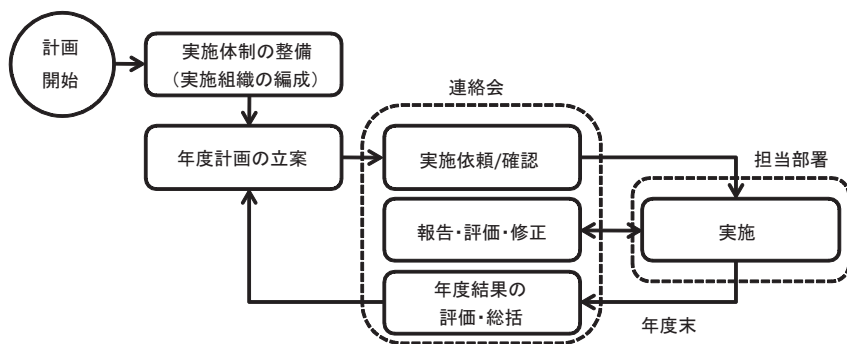 計画
開始
実施体制の整備
（実施組織の編成）
年度計画の立案
連絡会
実施依頼/確認
報告・評価・修正
年度結果の
評価・総括
担当部署
実施
年度末